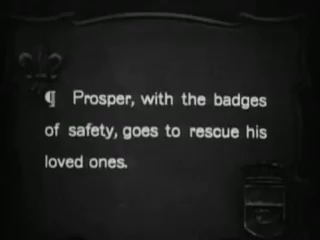 ¶ Prosper, with the badges
of safety, goes to rescue his
loved ones.